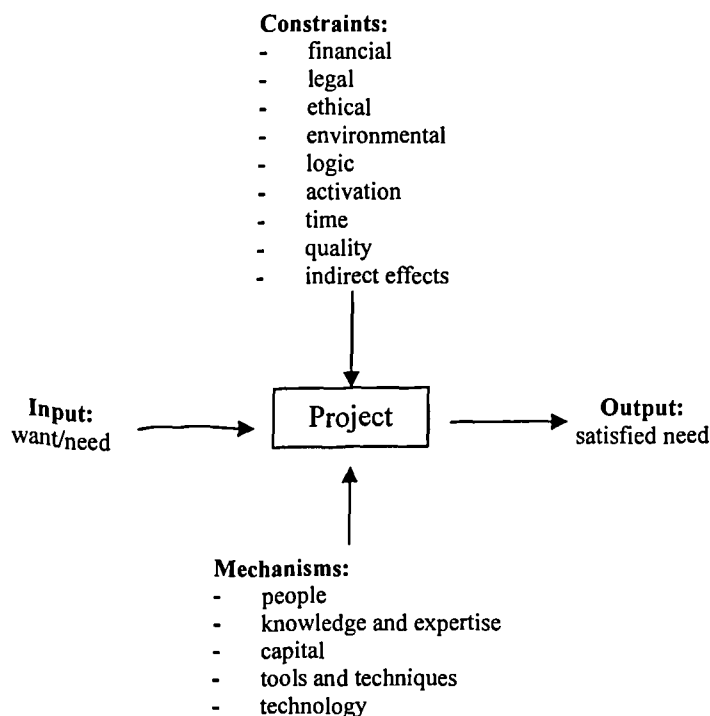 Constraints:
- financial
- legal
- ethical
- environmental
- logic
- activation
- time
- quality
- indirect effects
Input:
want/need
Project
Output:
satisfied need
Mechanisms:
- people
- knowledge and expertise
- capital
- tools and techniques
- technology